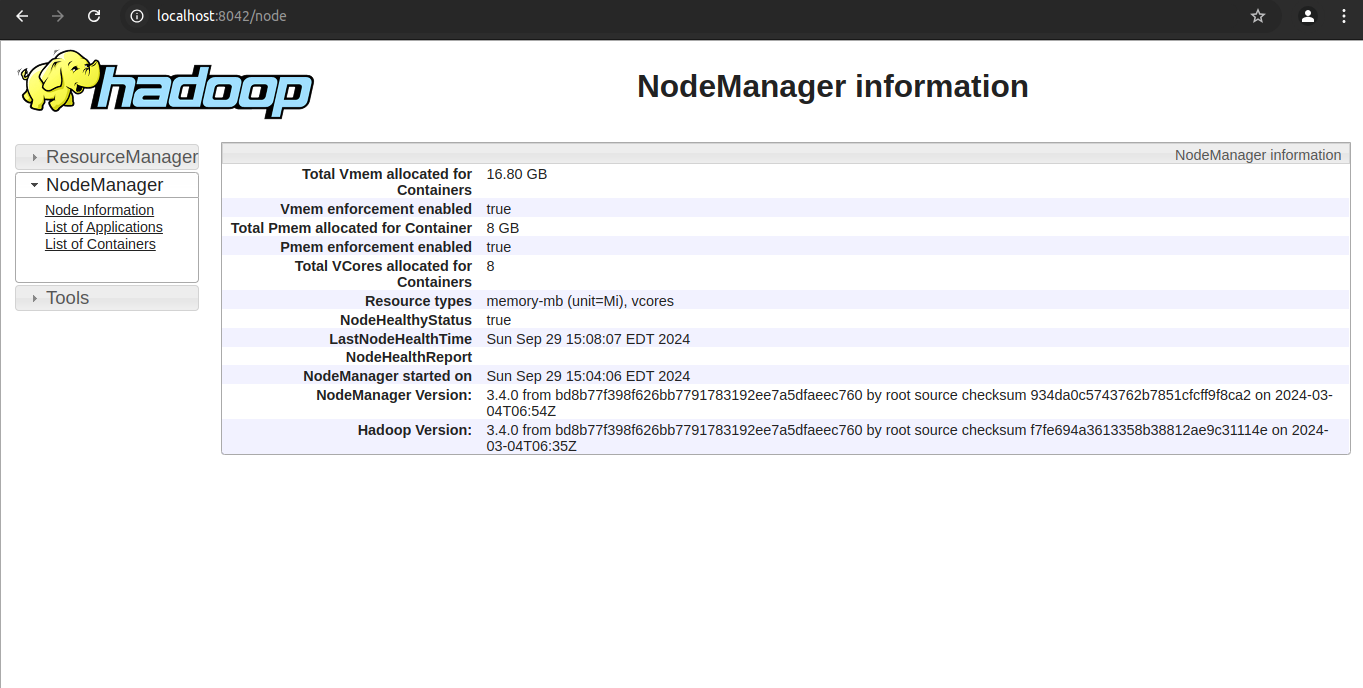 localhost:8042/node
hadoop
NodeManager information
ResourceManager
NodeManager
Node Information
List of Applications
List of Containers
Tools
NodeManager information
Total Vmem allocated for
Containers
16.80 GB
Vmem enforcement enabled true
Total Pmem allocated for Container 8 GB
Pmem enforcement enabled true
Total VCores allocated for
Containers
8
Resource types memory-mb (unit=Mi), vcores
NodeHealthyStatus true
LastNodeHealthTime Sun Sep 29 15:08:07 EDT 2024
NodeHealthReport
NodeManager started on Sun Sep 29 15:04:06 EDT 2024
NodeManager Version: 3.4.0 from bd8b77f398f626bb7791783192ee7a5dfaeec760 by root source checksum 934da0c5743762b7851cfcff9f8ca2 on 2024-03-
04T06:54Z
Hadoop Version: 3.4.0 from bd8b77f398f626bb7791783192ee7a5dfaeec760 by root source checksum f7fe694a3613358b38812ae9c31114e on 2024-
03-04T06:35Z